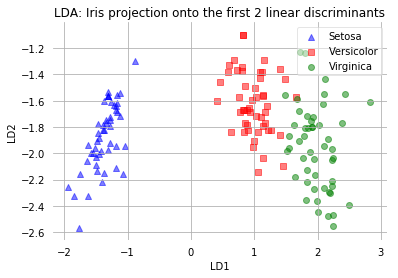 LDA: Iris projection onto the first 2 linear discriminants
Setosa
Versicolor
Virginica
−1.2
−1.4
−1.6
−1.8
−2.0
−2.2
−2.4
−2.6
LD2
−2
−1
0
1
2
3
LD1